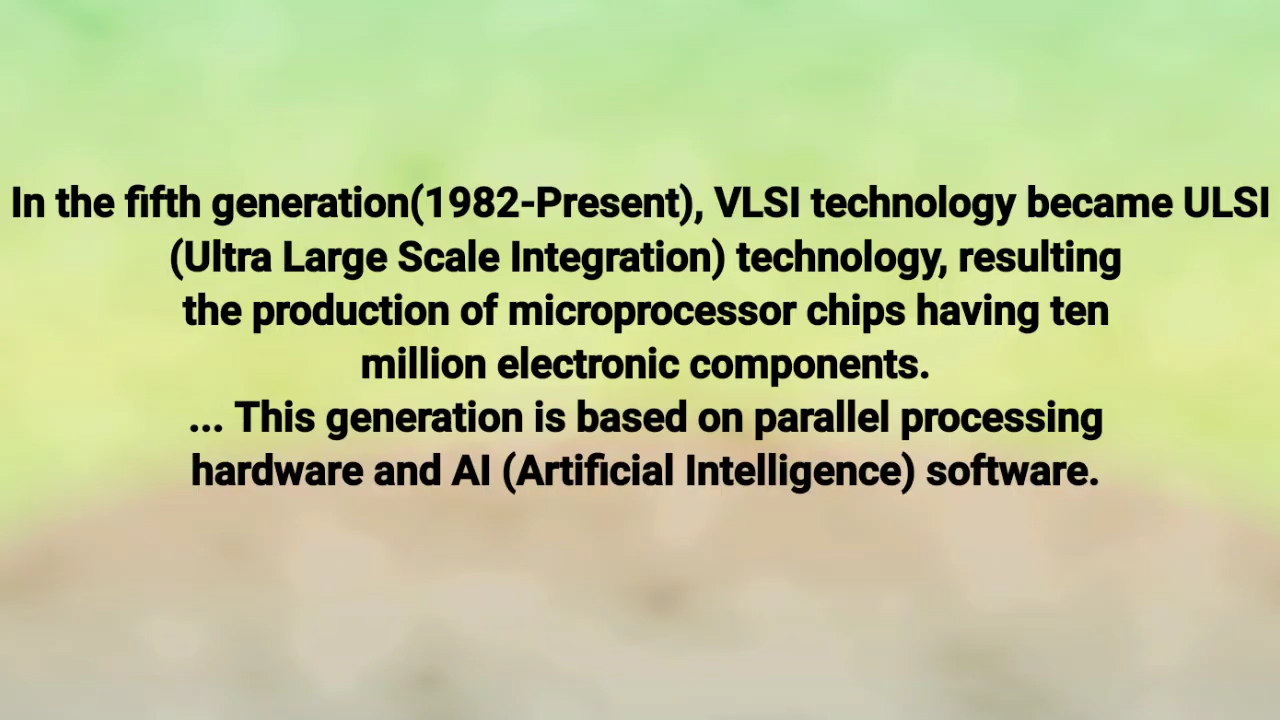 In the fifth generation(1982-Present), VLSI technology became ULSI
(Ultra Large Scale Integration) technology, resulting
the production of microprocessor chips having ten
million electronic components.
... This generation is based on parallel processing
hardware and AI (Artificial Intelligence) software.